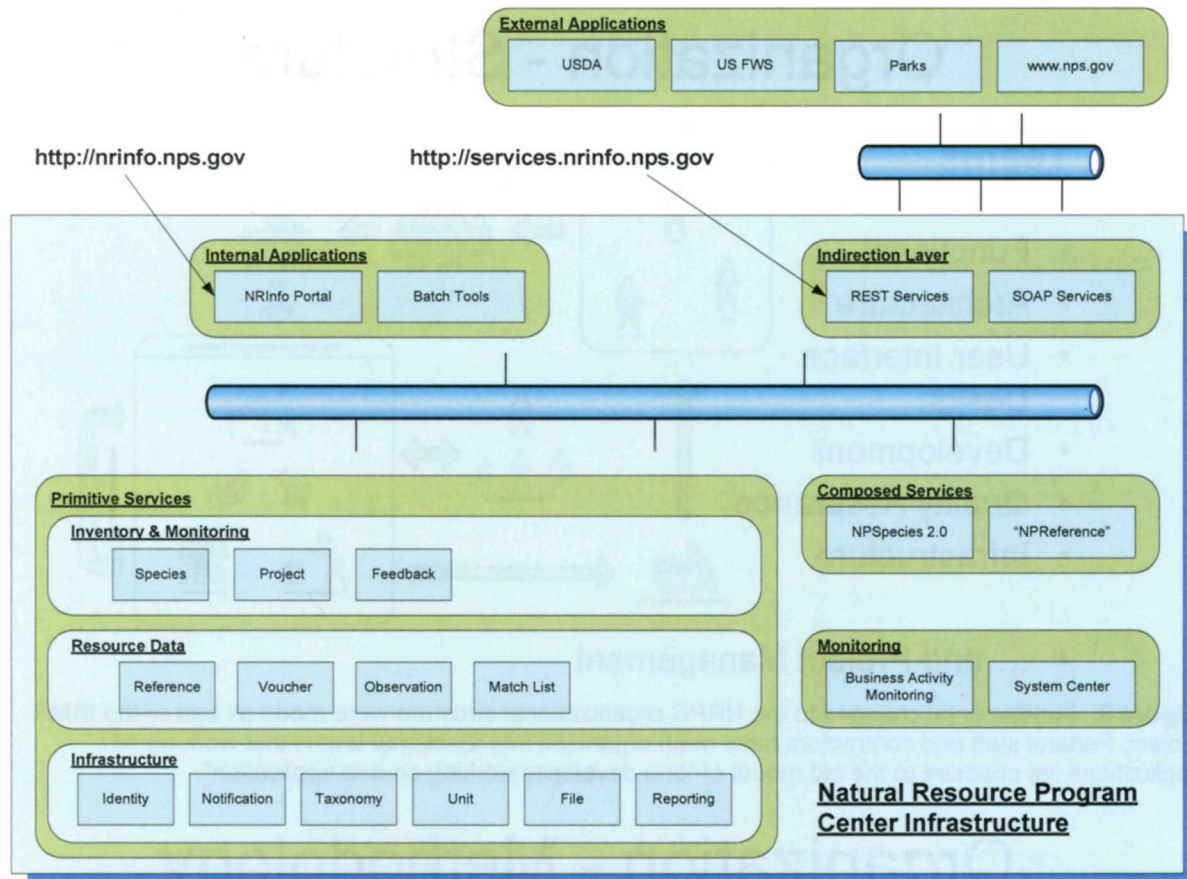 External Applications
USDA
US FWS
Parks
www.nps.gov
http://nrinfo.nps.gov
http://services.nrinfo.nps.gov
Internal Applications
NRInfo Portal
Batch Tools
Indirection Layer
REST Services
SOAP Services
Primitive Services
Inventory & Monitoring
Species
Project
Feedback
Resource Data
Reference
Voucher
Observation
Match List
Infrastructure
Identity
Notification
Taxonomy
Unit
File
Reporting
Composed Services
NPSpecies 2.0
"NPReference"
Monitoring
Business Activity
Monitoring
System Center
Natural Resource Program
Center Infrastructure